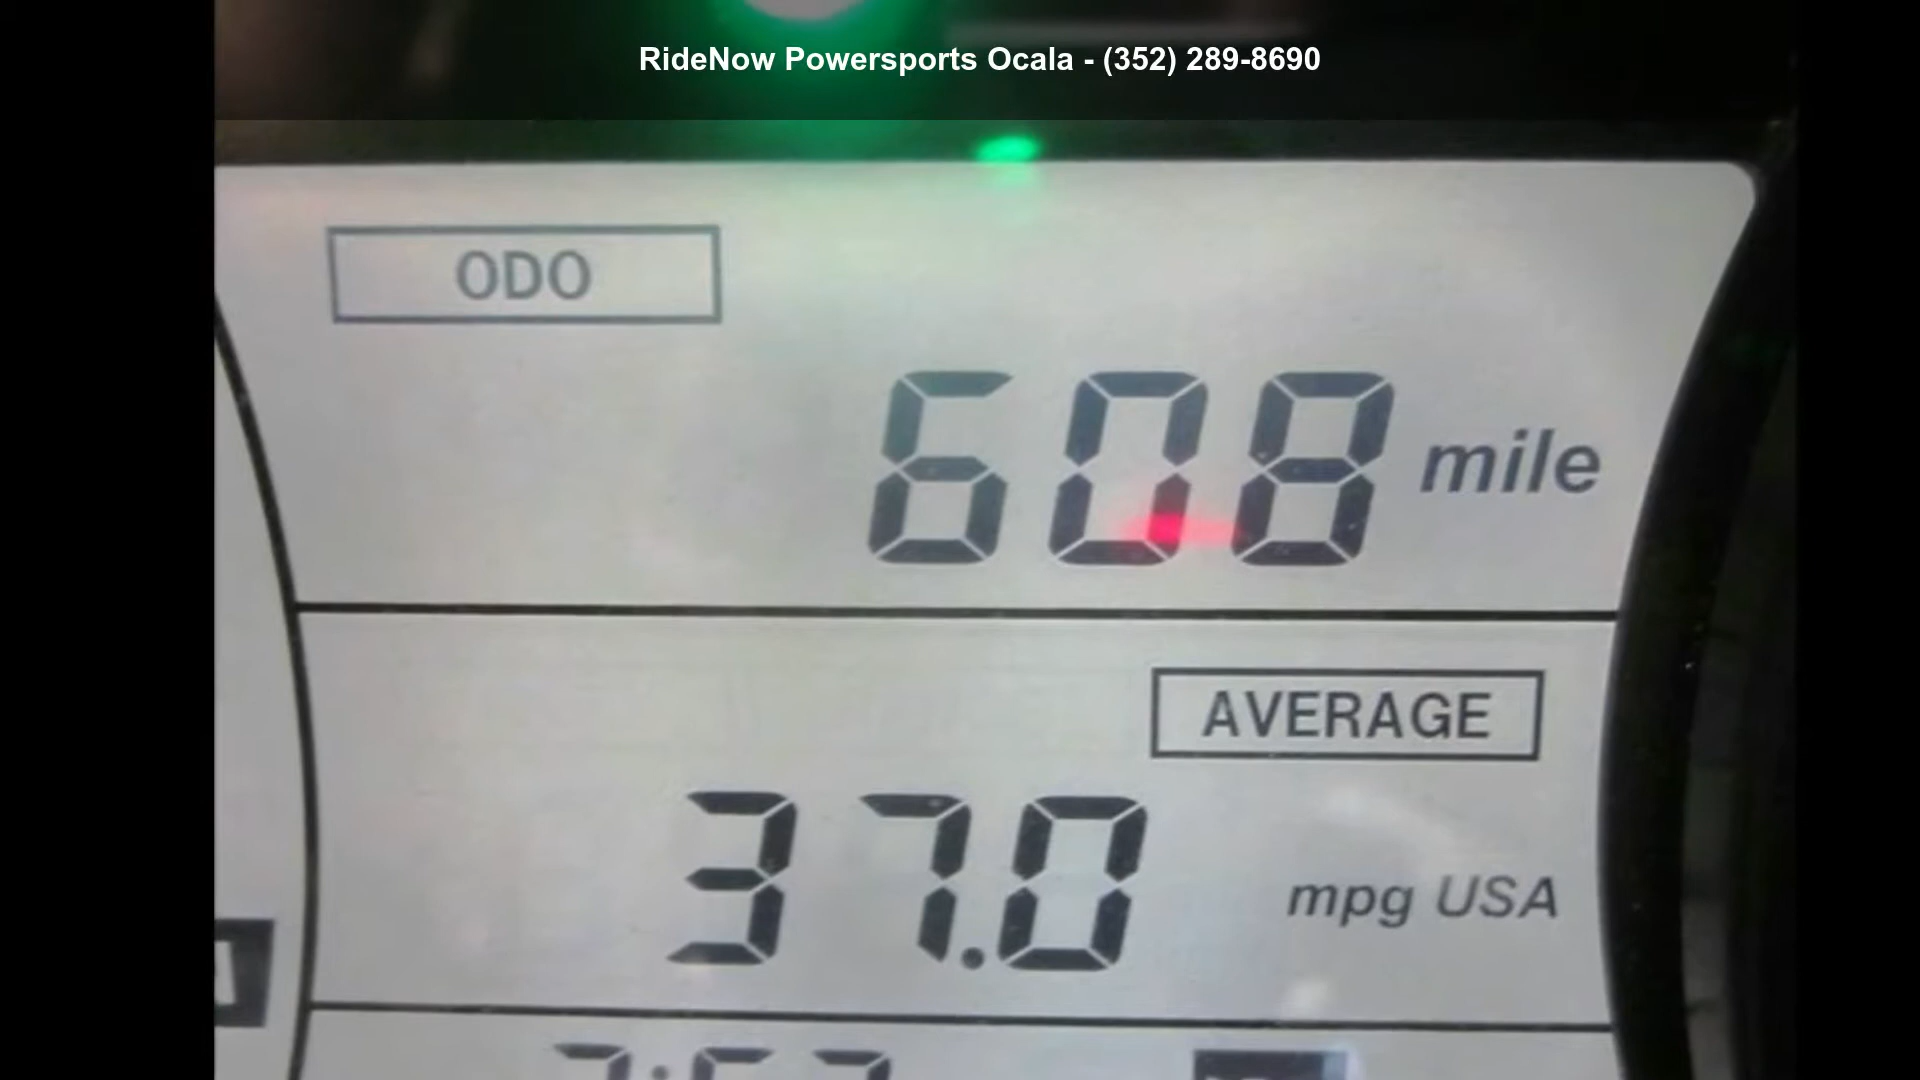 RideNow Powersports Ocala - (352) 289-8690
ODO
608 mile
AVERAGE
37.0 mpg USA